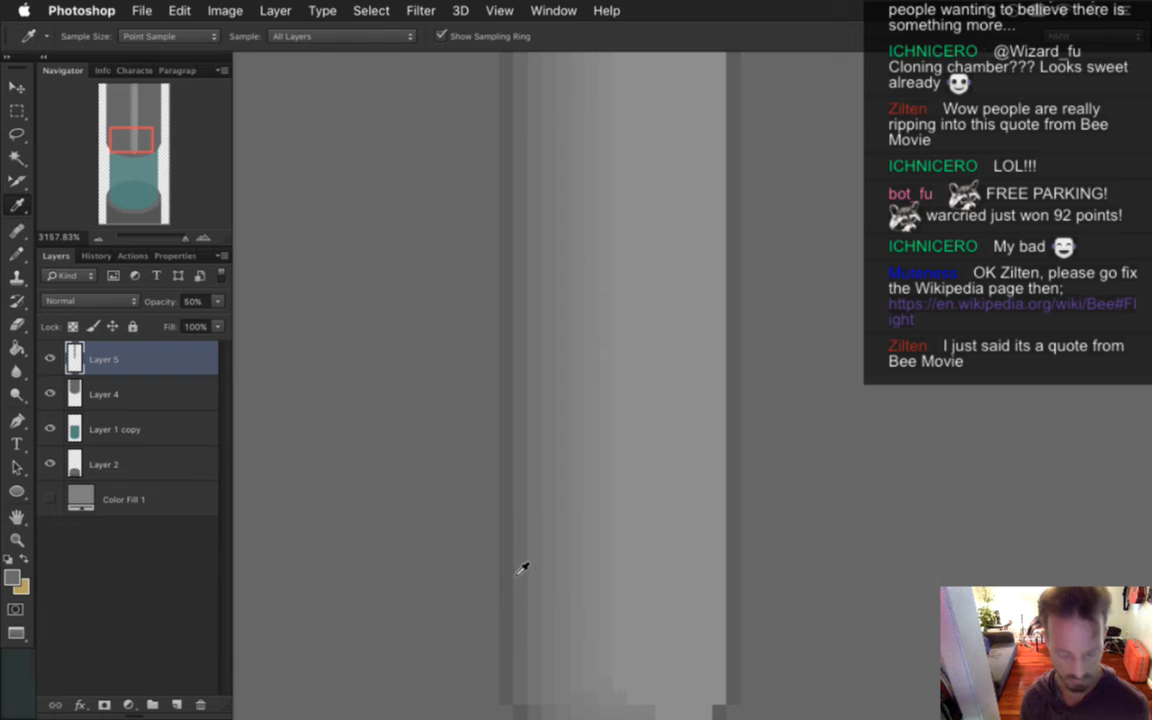 Photoshop File Edit Image Layer Type Select Filter 3D View Window Help
Sample Size: Point Sample Sample: All Layers Show Sampling Ring
Navigator Info Characte Paragrap
3157.83%
Layers History Actions Properties
Kind
Normal Opacity: 50%
Lock: Fill: 100%
Layer 5
Layer 4
Layer 1 copy
Layer 2
Color Fill 1
fx
people wanting to believe there is
something more...
ICHNICERO @Wizard_fu
Cloning chamber??? Looks sweet
already
Zilten Wow people are really
ripping into this quote from Bee
Movie
ICHNICERO LOL!!!
bot_fu FREE PARKING!
warcried just won 92 points!
ICHNICERO My bad
Muteness OK Zilten, please go fix
the Wikipedia page then;
https://en.wikipedia.org/wiki/Bee#Fl
ight
Zilten I just said its a quote from
Bee Movie